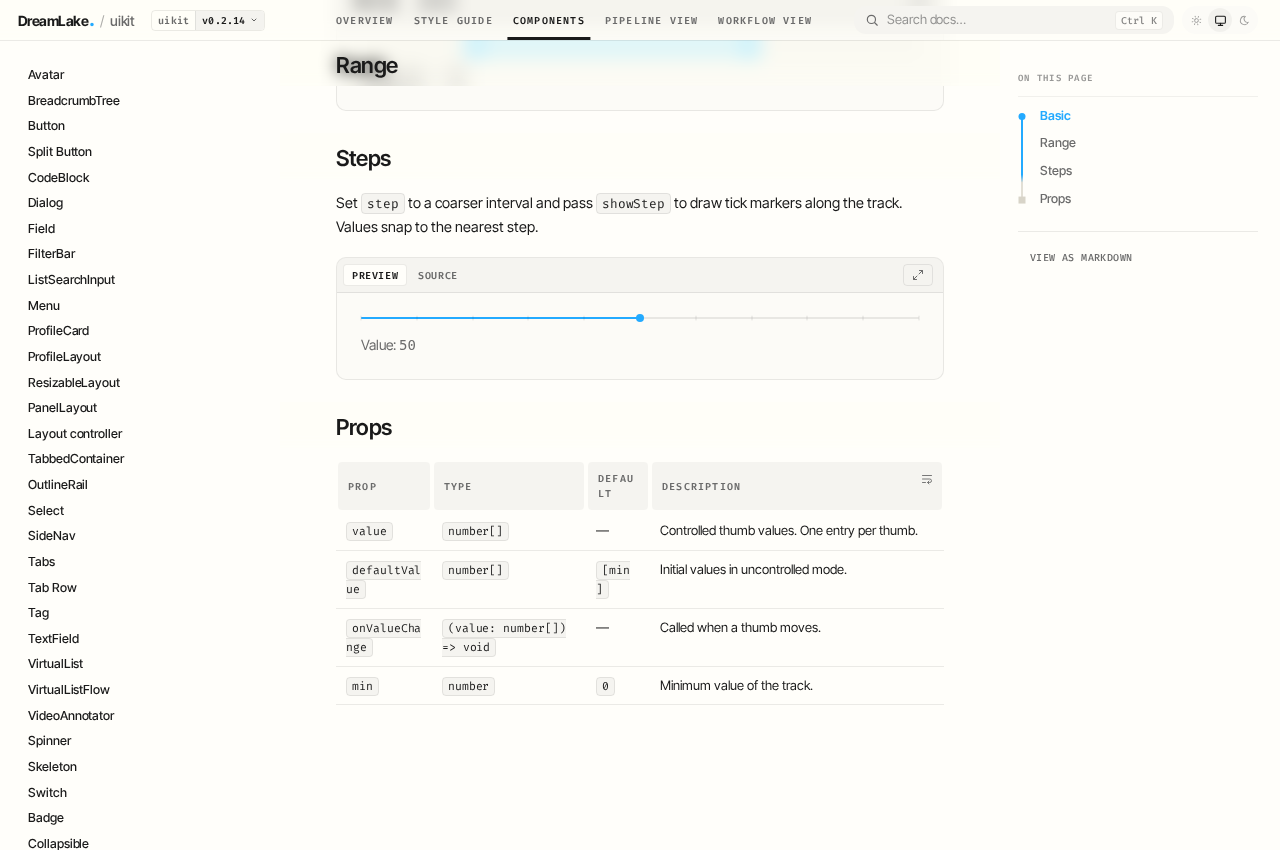 DreamLake. / uikit
uikit v0.2.14
OVERVIEW STYLE GUIDE COMPONENTS PIPELINE VIEW WORKFLOW VIEW
Search docs...
Ctrl K
Avatar
BreadcrumbTree
Button
Split Button
CodeBlock
Dialog
Field
FilterBar
ListSearchInput
Menu
ProfileCard
ProfileLayout
ResizableLayout
PanelLayout
Layout controller
TabbedContainer
OutlineRail
Select
SideNav
Tabs
Tab Row
Tag
TextField
VirtualList
VirtualListFlow
VideoAnnotator
Spinner
Skeleton
Switch
Badge
Collapsible
Range
Steps
Set step to a coarser interval and pass showStep to draw tick markers along the track.
Values snap to the nearest step.
PREVIEW SOURCE
Value: 50
Props
PROP TYPE DEFAU
LT DESCRIPTION
value number[] — Controlled thumb values. One entry per thumb.
defaultVal
ue number[] [min
] Initial values in uncontrolled mode.
onValueCha
nge (value: number[])
=> void — Called when a thumb moves.
min number 0 Minimum value of the track.
ON THIS PAGE
Basic
Range
Steps
Props
VIEW AS MARKDOWN